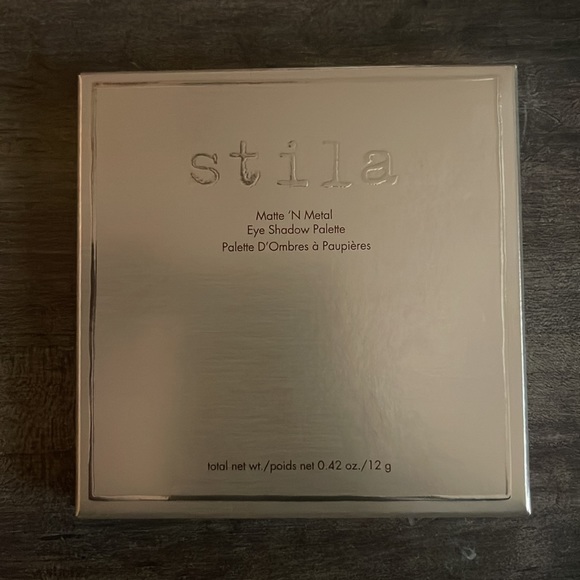 stila
Matte 'N Metal
Eye Shadow Palette
Palette D'Ombres à Paupières
total net wt./poids net 0.42 oz./12 g